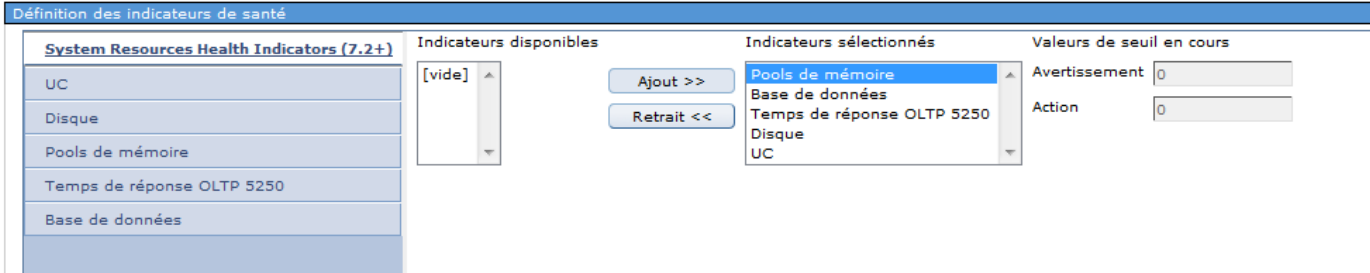 Définition des indicateurs de santé
System Resources Health Indicators (7.2+)
UC
Disque
Pools de mémoire
Temps de réponse OLTP 5250
Base de données
Indicateurs disponibles
[vide]
Ajout >>
Retrait <<
Indicateurs sélectionnés
Pools de mémoire
Base de données
Temps de réponse OLTP 5250
Disque
UC
Valeurs de seuil en cours
Avertissement 0
Action 0